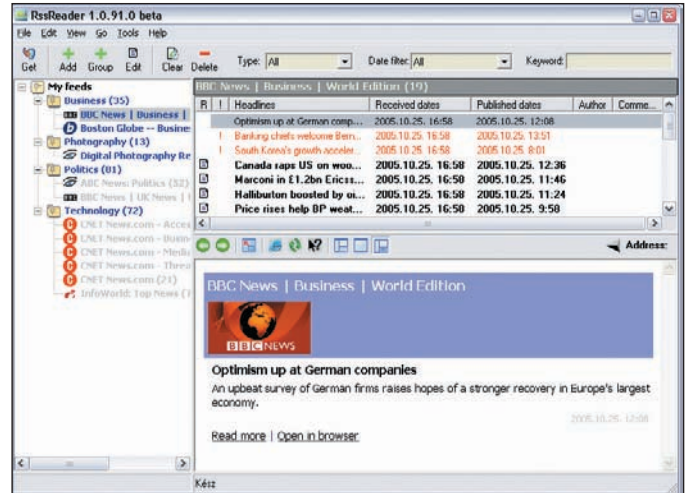 RssReader 1.0.91.0 beta
File Edit View Go Tools Help
Get Add Group Edit Clear Delete Type: All Date filter: All Keyword:
My feeds
Business (35)
BBC News | Business |
Boston Globe -- Busine
Photography (13)
Digital Photography Re
Politics (81)
ABC News: Politics (32)
BBC News | UK News |
Technology (72)
CNET News.com - Acces
CNET News.com - Busin
CNET News.com - Media
CNET News.com - Threa
CNET News.com (21)
InfoWorld: Top News (
BBC News | Business | World Edition (19)
R ! Headlines Received dates Published dates Author Comme...
Optimism up at German comp... 2005.10.25. 16:58 2005.10.25. 12:08
! Banking chiefs welcome Bern... 2005.10.25. 16:58 2005.10.25. 13:51
! South Korea's growth acceler... 2005.10.25. 16:58 2005.10.25. 8:01
Canada raps US on woo... 2005.10.25. 16:58 2005.10.25. 12:36
Marconi in £1.2bn Ericss... 2005.10.25. 16:58 2005.10.25. 11:46
Halliburton boosted by oi... 2005.10.25. 16:58 2005.10.25. 11:24
Price rises help BP weat... 2005.10.25. 16:58 2005.10.25. 9:58
Address:
BBC News | Business | World Edition
BBC NEWS
Optimism up at German companies
An upbeat survey of German firms raises hopes of a stronger recovery in Europe's largest
economy.
2005.10.25. 12:08
Read more | Open in browser
Kész